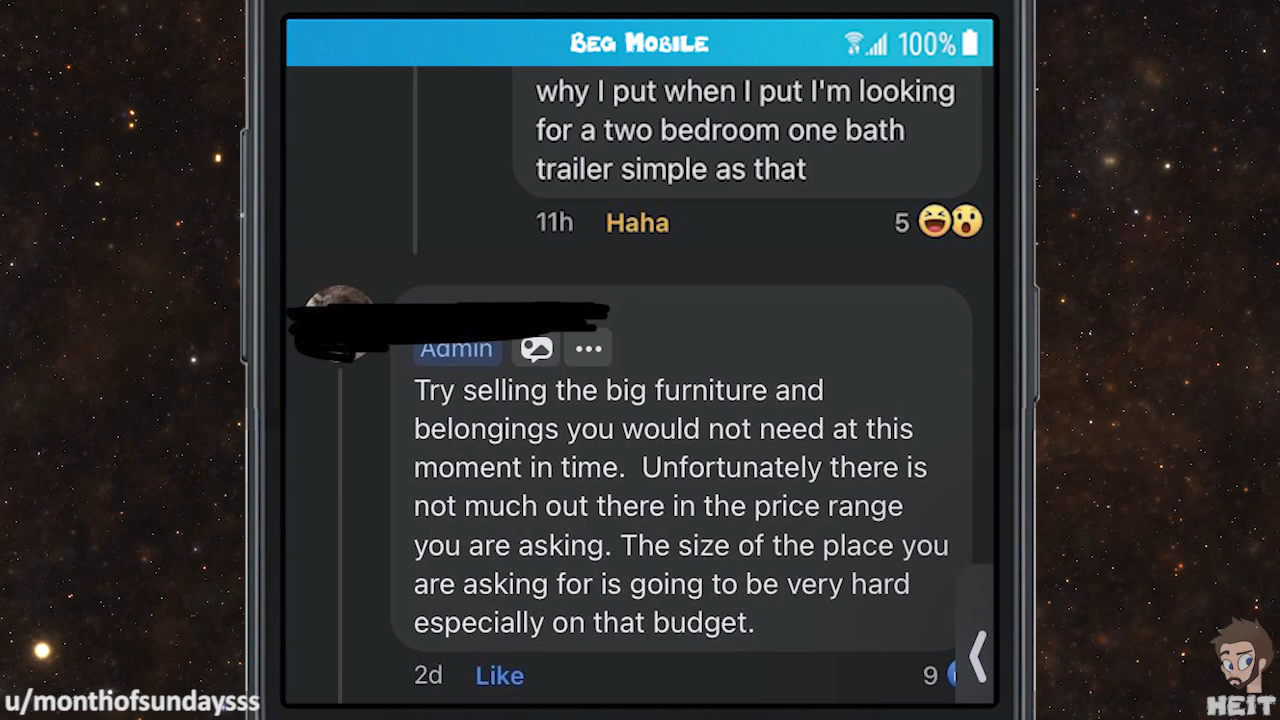 BEG MOBILE
100%
why I put when I put I'm looking
for a two bedroom one bath
trailer simple as that
11h Haha 5
Admin
Try selling the big furniture and
belongings you would not need at this
moment in time.  Unfortunately there is
not much out there in the price range
you are asking. The size of the place you
are asking for is going to be very hard
especially on that budget.
2d Like 9
u/monthofsundaysss
HEIT